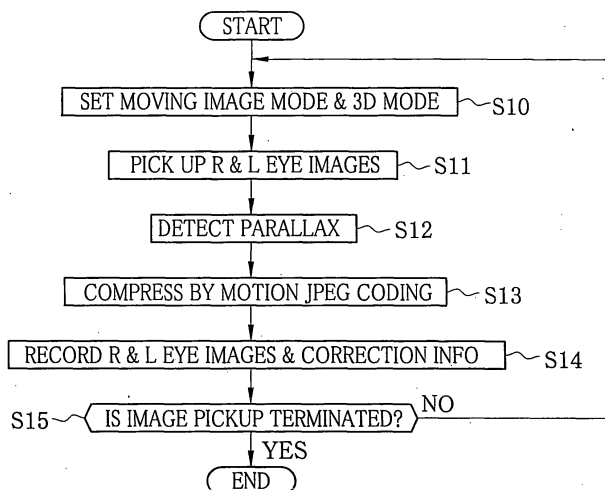 START
SET MOVING IMAGE MODE & 3D MODE
S10
PICK UP R & L EYE IMAGES
S11
DETECT PARALLAX
S12
COMPRESS BY MOTION JPEG CODING
S13
RECORD R & L EYE IMAGES & CORRECTION INFO
S14
S15
IS IMAGE PICKUP TERMINATED?
NO
YES
END